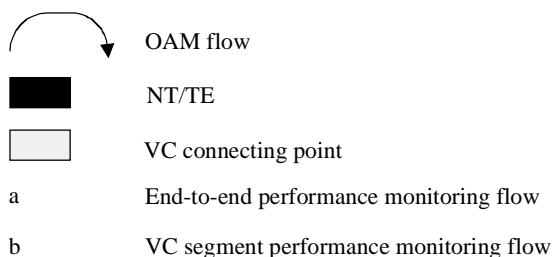 OAM flow
NT/TE
VC connecting point
a End-to-end performance monitoring flow
b VC segment performance monitoring flow